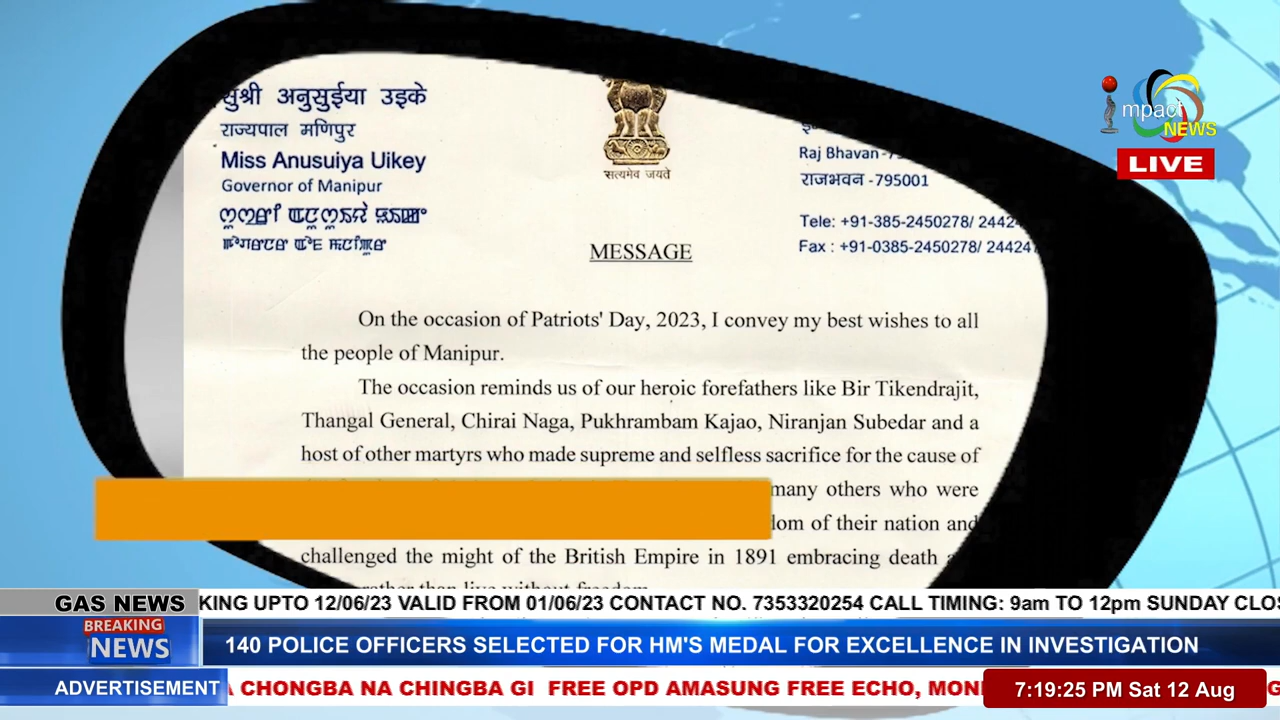 सुश्री अनुसुईया उइके
राज्यपाल मणिपुर
Miss Anusuiya Uikey
Governor of Manipur
सत्यमेव जयते
Raj Bhavan
राजभवन -795001
Tele: +91-385-2450278/
Fax : +91-0385-2450278/
MESSAGE
On the occasion of Patriots' Day, 2023, I convey my best wishes to all
the people of Manipur.
The occasion reminds us of our heroic forefathers like Bir Tikendrajit,
Thangal General, Chirai Naga, Pukhrambam Kajao, Niranjan Subedar and a
host of other martyrs who made supreme and selfless sacrifice for the cause of
many others who were
of their nation and
challenged the might of the British Empire in 1891 embracing death
rather than live without freedom.
impact
NEWS
LIVE
GAS NEWS
KING UPTO 12/06/23 VALID FROM 01/06/23 CONTACT NO. 7353320254 CALL TIMING: 9am TO 12pm SUNDAY CLOS
BREAKING
NEWS
140 POLICE OFFICERS SELECTED FOR HM'S MEDAL FOR EXCELLENCE IN INVESTIGATION
ADVERTISEMENT
A CHONGBA NA CHINGBA GI FREE OPD AMASUNG FREE ECHO, MON
7:19:25 PM Sat 12 Aug